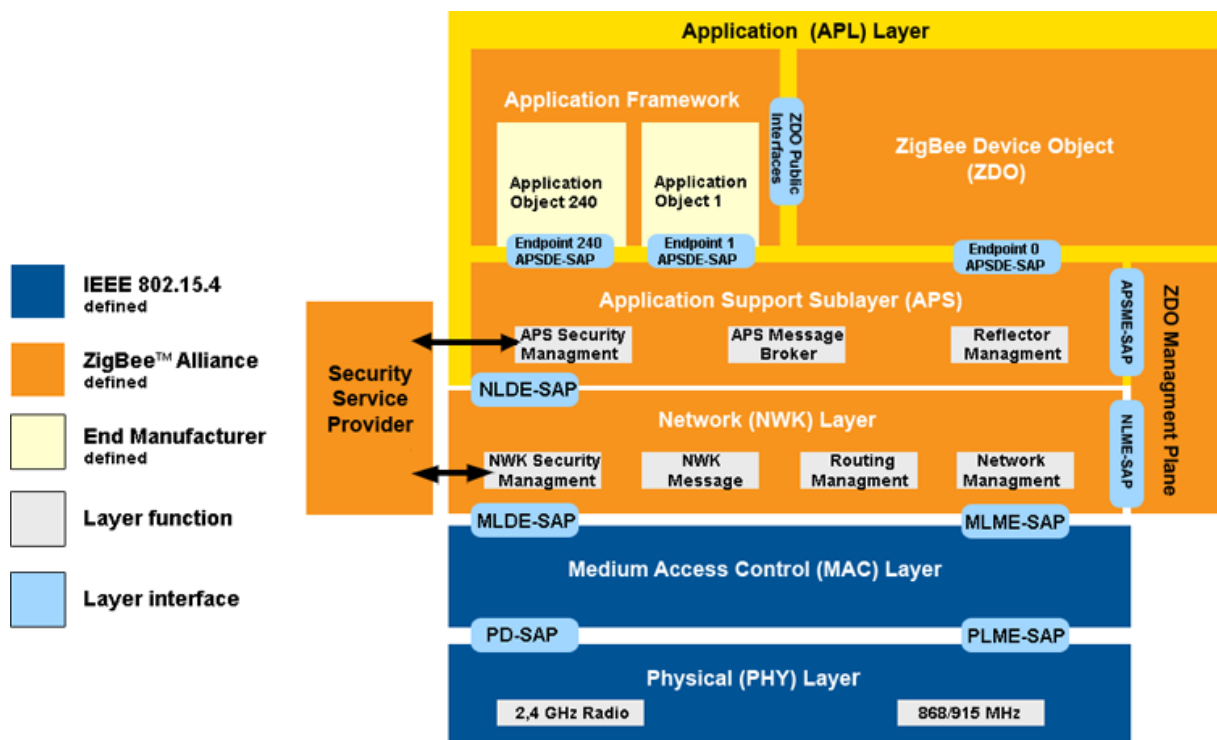 Application (APL) Layer
Application Framework
ZDO Public
Interfaces
ZigBee Device Object
(ZDO)
Application
Object 240
Application
Object 1
Endpoint 240
APSDE-SAP
Endpoint 1
APSDE-SAP
Endpoint 0
APSDE-SAP
IEEE 802.15.4
defined
ZigBee™ Alliance
defined
End Manufacturer
defined
Layer function
Layer interface
Security
Service
Provider
Application Support Sublayer (APS)
APS Security
Managment
APS Message
Broker
Reflector
Managment
APSME-SAP
ZDO Managment Plane
NLDE-SAP
Network (NWK) Layer
NWK Security
Managment
NWK
Message
Routing
Managment
Network
Managment
NLME-SAP
MLDE-SAP
MLME-SAP
Medium Access Control (MAC) Layer
PD-SAP
PLME-SAP
Physical (PHY) Layer
2,4 GHz Radio
868/915 MHz